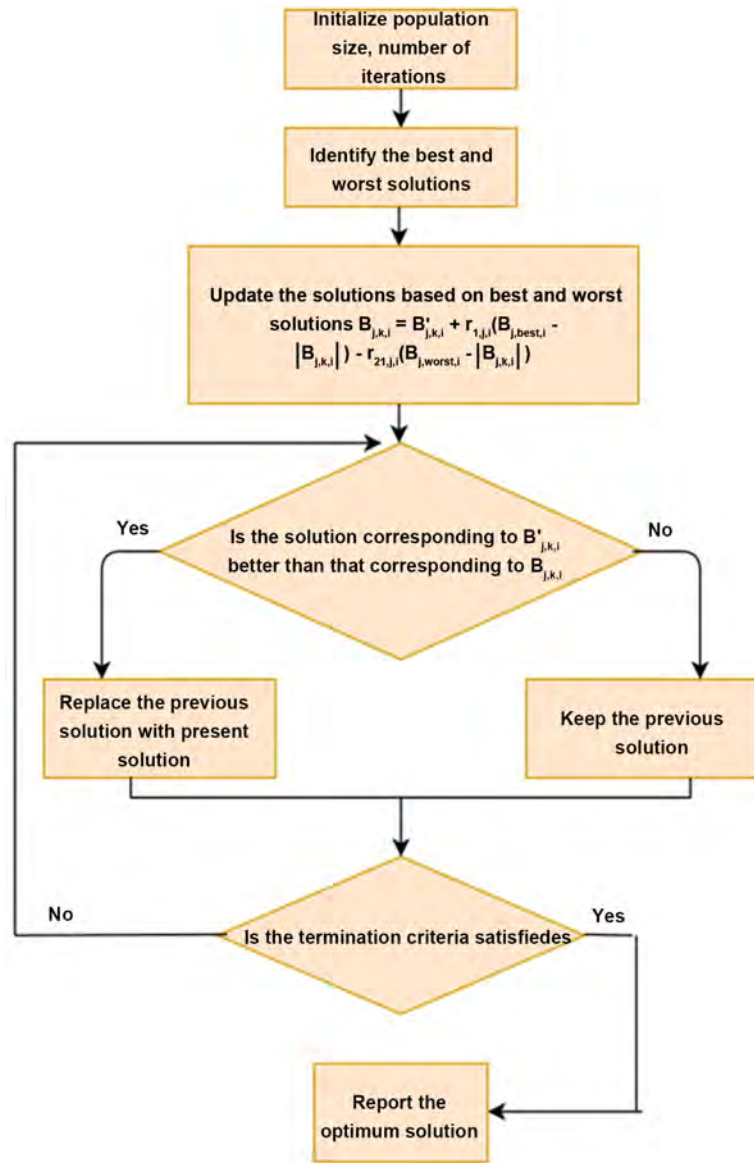 Initialize population
size, number of
iterations
Identify the best and
worst solutions
Update the solutions based on best and worst
solutions B_{j,k,i} = B'_{j,k,i} + r_{1,j,i}(B_{j,best,i} -
|B_{j,k,i}|) - r_{21,j,i}(B_{j,worst,i} - |B_{j,k,i}|)
Yes
Is the solution corresponding to B'_{j,k,i}
better than that corresponding to B_{j,k,i}
No
Replace the previous
solution with present
solution
Keep the previous
solution
No
Is the termination criteria satisfiedes
Yes
Report the
optimum solution